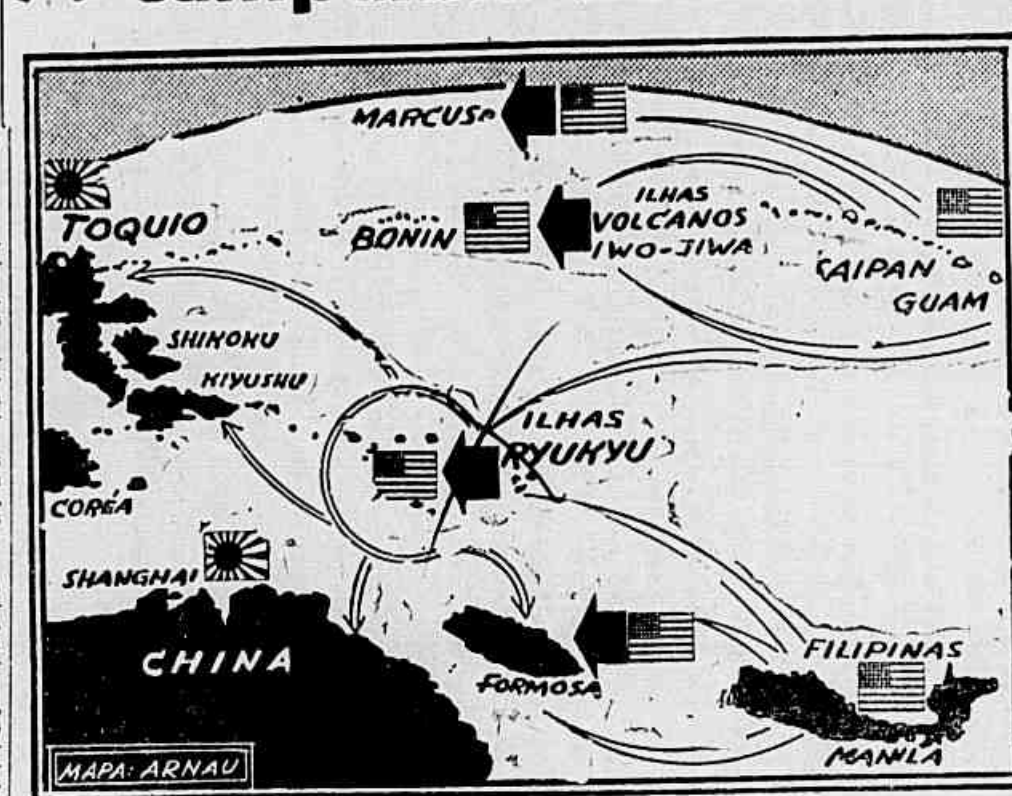 MARCUS
TOQUIO
BONIN
ILHAS
VOLCANOS
IWO-JIWA
SAIPAN
GUAM
SHIKOKU
KIYUSHU
ILHAS
RYUKYU
CORÉA
SHANGHAI
CHINA
FORMOSA
FILIPINAS
MANILA
MAPA: ARNAU